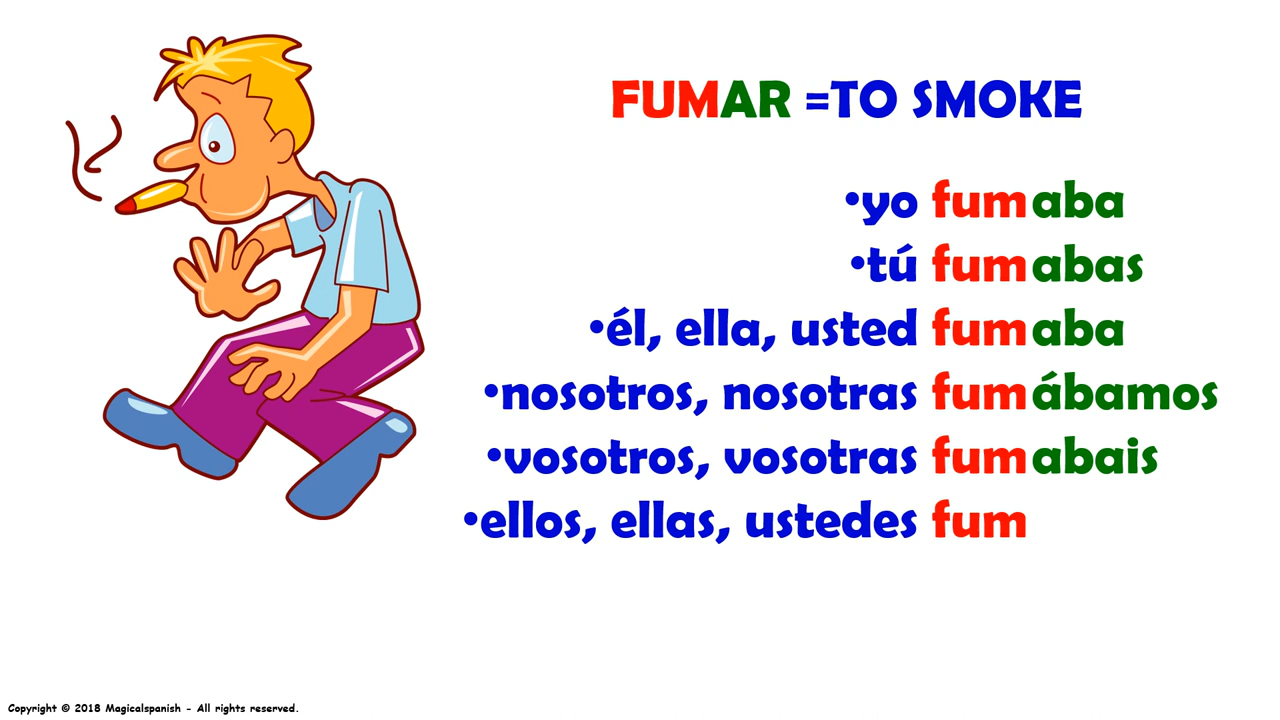 FUMAR =TO SMOKE
•yo fumaba
•tú fumabas
•él, ella, usted fumaba
•nosotros, nosotras fumábamos
•vosotros, vosotras fumabais
•ellos, ellas, ustedes fum
Copyright © 2018 Magicalspanish - All rights reserved.